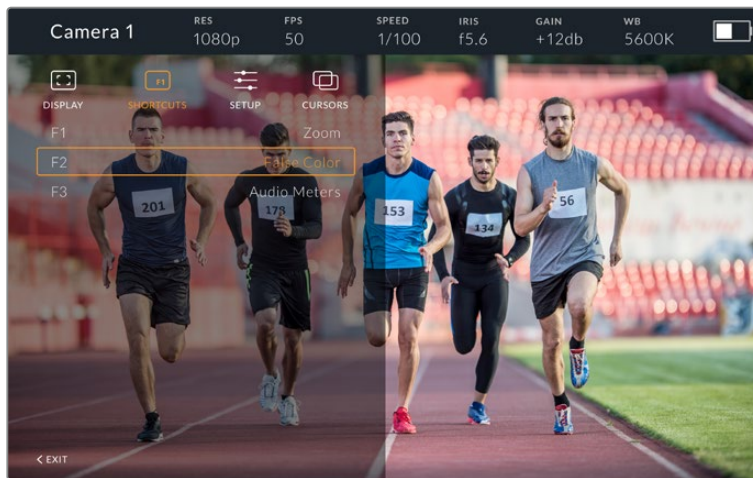 Camera 1
RES FPS SPEED IRIS GAIN WB
1080p 50 1/100 f5.6 +12db 5600K
F1
DISPLAY SHORTCUTS SETUP CURSORS
F1 Zoom
F2 False Color
F3 Audio Meters
201 178 153 134 56
EXIT